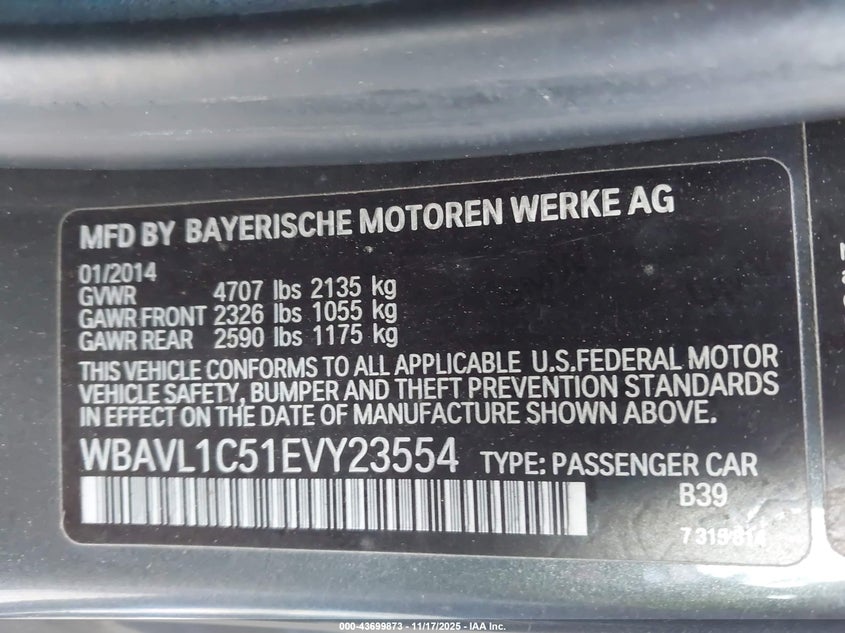 MFD BY BAYERISCHE MOTOREN WERKE AG
01/2014
GVWR 4707 lbs 2135 kg
GAWR FRONT 2326 lbs 1055 kg
GAWR REAR 2590 lbs 1175 kg
THIS VEHICLE CONFORMS TO ALL APPLICABLE U.S.FEDERAL MOTOR
VEHICLE SAFETY, BUMPER AND THEFT PREVENTION STANDARDS
IN EFFECT ON THE DATE OF MANUFACTURE SHOWN ABOVE.
WBAVL1C51EVY23554 TYPE: PASSENGER CAR
B39
000-43699873 — 11/17/2025 — IAA Inc.